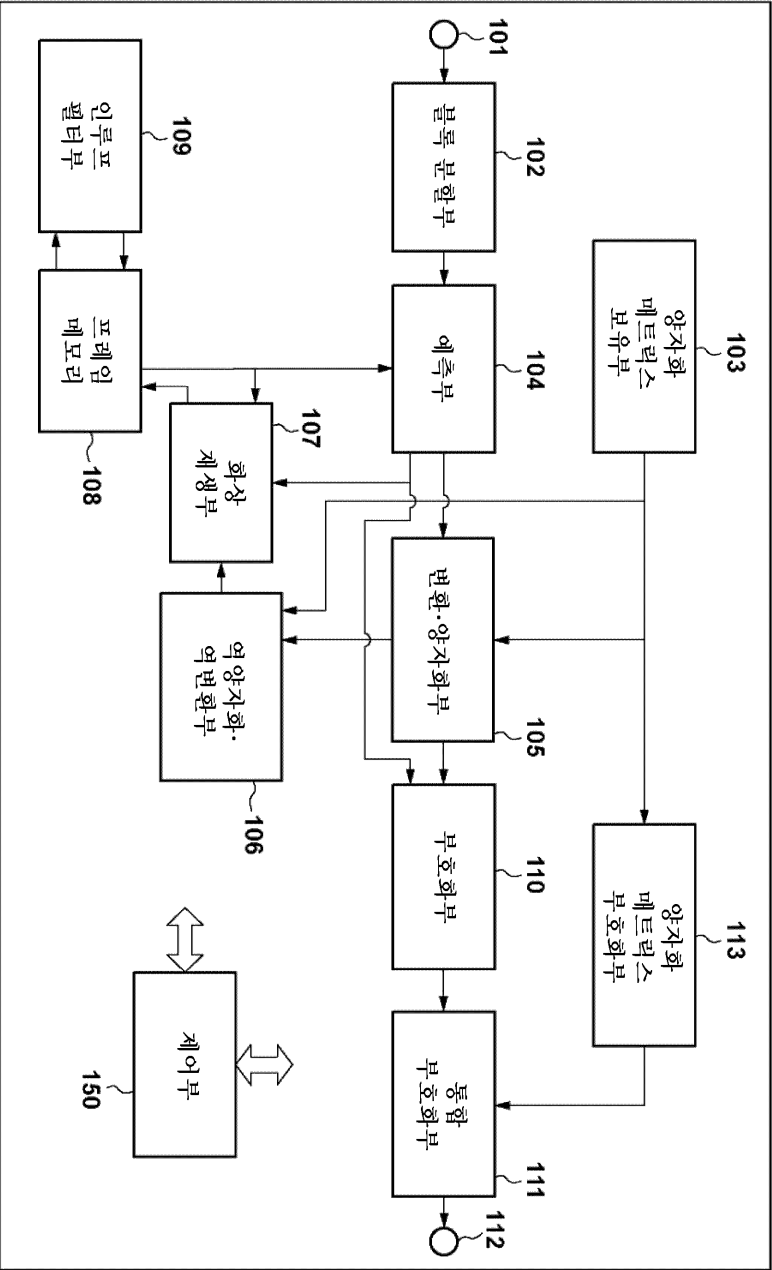 양자화
매트릭스
보유부
103
양자화
매트릭스
부호화부
113
101
블록 분할부
102
예측부
104
변환·양자화부
105
부호화부
110
통합
부호화부
111
112
화상
재생부
107
역양자화·
역변환부
106
인루프
필터부
109
프레임
메모리
108
제어부
150